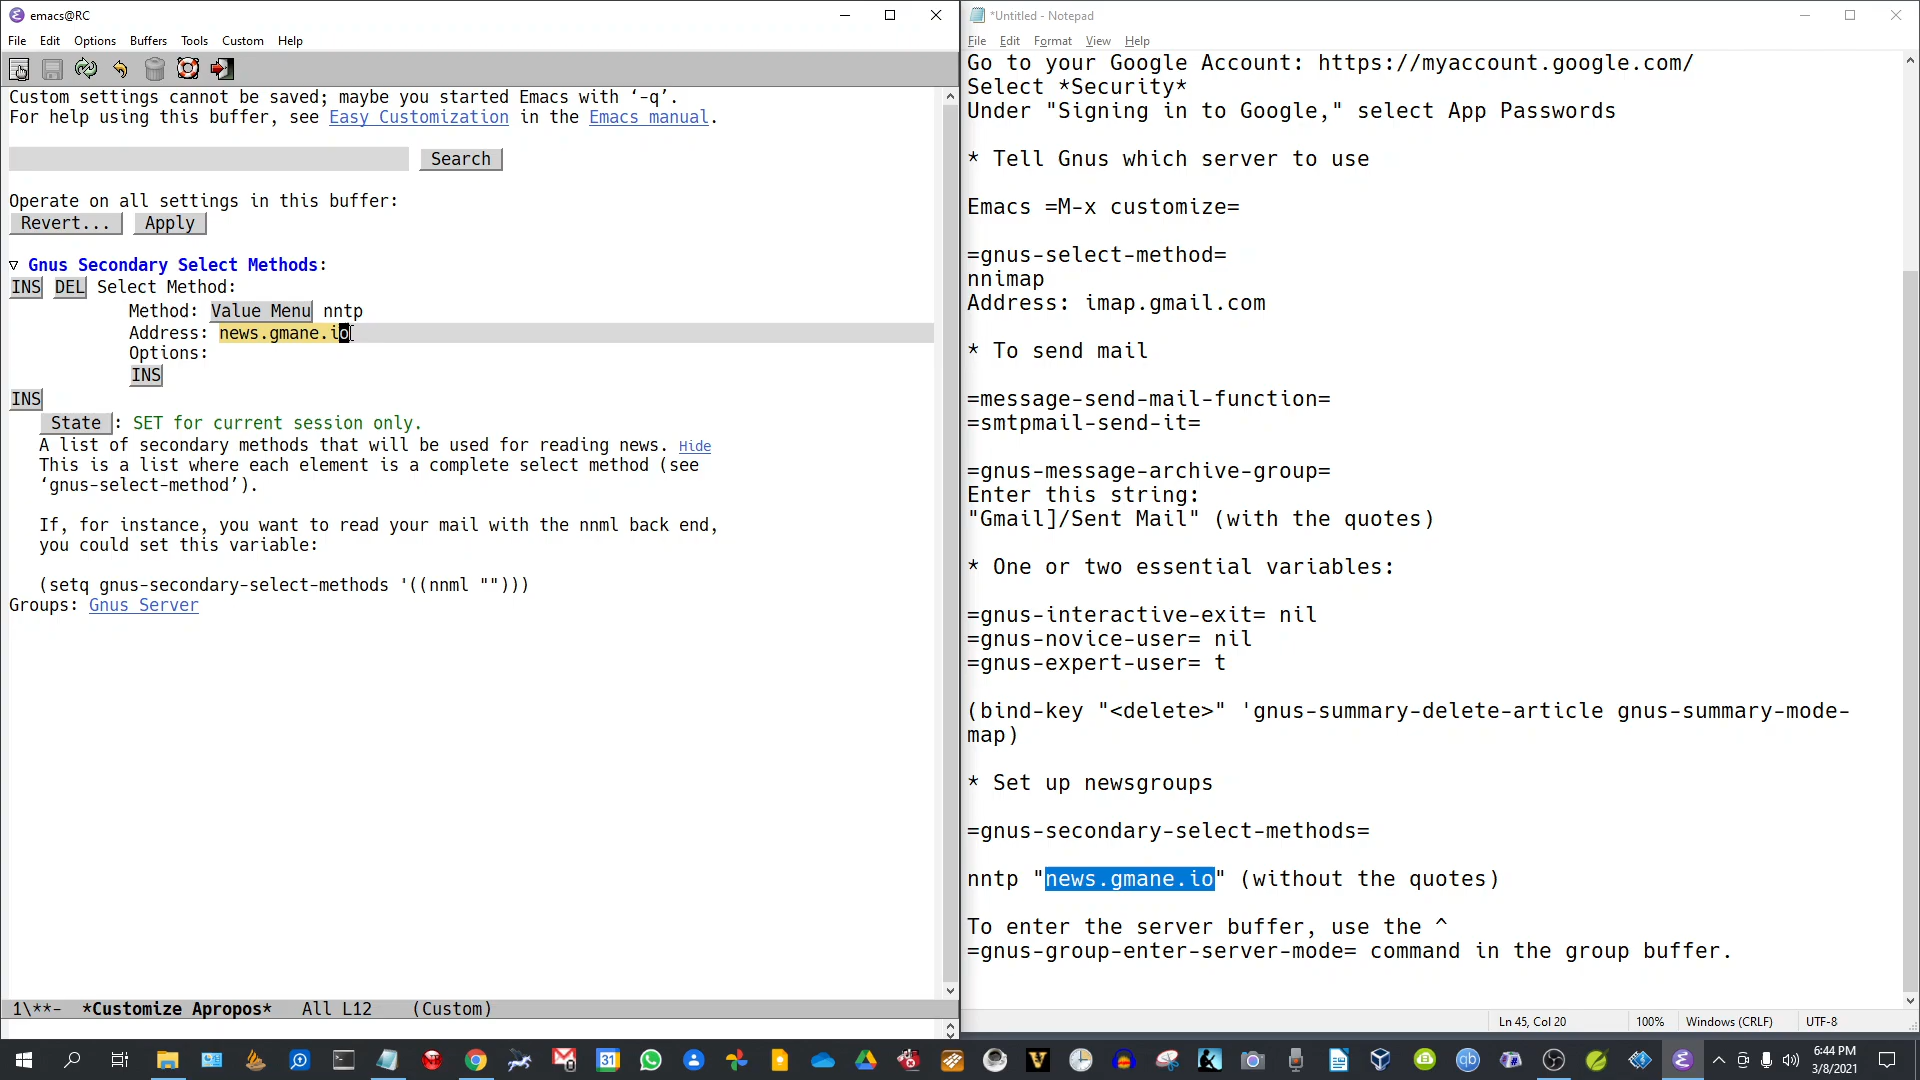 emacs@RC
File Edit Options Buffers Tools Custom Help
Custom settings cannot be saved; maybe you started Emacs with ‘-q’.
For help using this buffer, see Easy Customization in the Emacs manual.
Search
Operate on all settings in this buffer:
Revert... Apply
Gnus Secondary Select Methods:
INS DEL Select Method:
Method: Value Menu nntp
Address: news.gmane.io
Options:
INS
INS
State : SET for current session only.
A list of secondary methods that will be used for reading news. Hide
This is a list where each element is a complete select method (see
‘gnus-select-method’).
If, for instance, you want to read your mail with the nnml back end,
you could set this variable:
(setq gnus-secondary-select-methods '((nnml "")))
Groups: Gnus Server
1\**- *Customize Apropos* All L12 (Custom)
*Untitled - Notepad
File Edit Format View Help
Go to your Google Account: https://myaccount.google.com/
Select *Security*
Under "Signing in to Google," select App Passwords
* Tell Gnus which server to use
Emacs =M-x customize=
=gnus-select-method=
nnimap
Address: imap.gmail.com
* To send mail
=message-send-mail-function=
=smtpmail-send-it=
=gnus-message-archive-group=
Enter this string:
"Gmail]/Sent Mail" (with the quotes)
* One or two essential variables:
=gnus-interactive-exit= nil
=gnus-novice-user= nil
=gnus-expert-user= t
(bind-key "<delete>" 'gnus-summary-delete-article gnus-summary-mode-
map)
* Set up newsgroups
=gnus-secondary-select-methods=
nntp "news.gmane.io" (without the quotes)
To enter the server buffer, use the ^
=gnus-group-enter-server-mode= command in the group buffer.
Ln 45, Col 20 100% Windows (CRLF) UTF-8
6:44 PM
3/8/2021